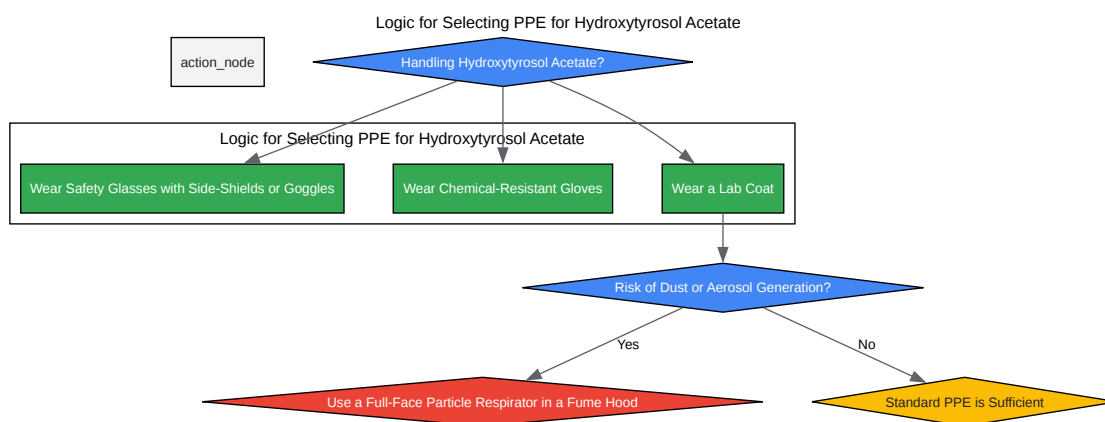 Logic for Selecting PPE for Hydroxytyrosol Acetate
action_node
Handling Hydroxytyrosol Acetate?
Logic for Selecting PPE for Hydroxytyrosol Acetate
Wear Safety Glasses with Side-Shields or Goggles
Wear Chemical-Resistant Gloves
Wear a Lab Coat
Risk of Dust or Aerosol Generation?
Yes
No
Use a Full-Face Particle Respirator in a Fume Hood
Standard PPE is Sufficient